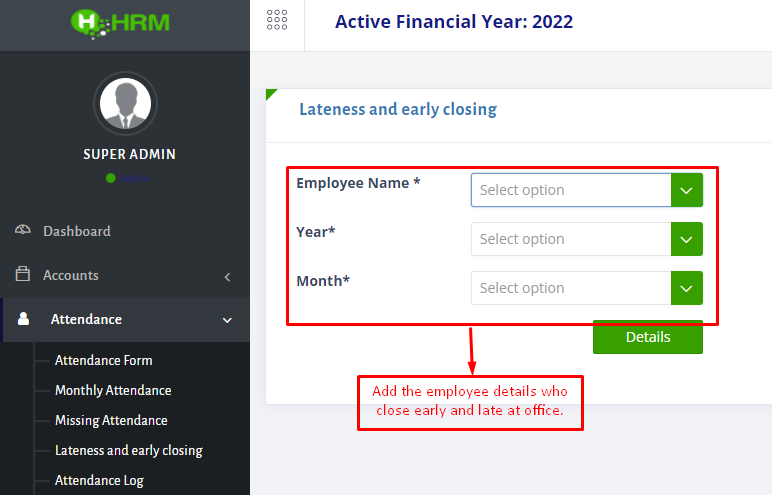 HRM
Active Financial Year: 2022
SUPER ADMIN
Dashboard
Accounts
Attendance
Attendance Form
Monthly Attendance
Missing Attendance
Lateness and early closing
Attendance Log
Lateness and early closing
Employee Name *
Select option
Year*
Select option
Month*
Select option
Details
Add the employee details who
close early and late at office.